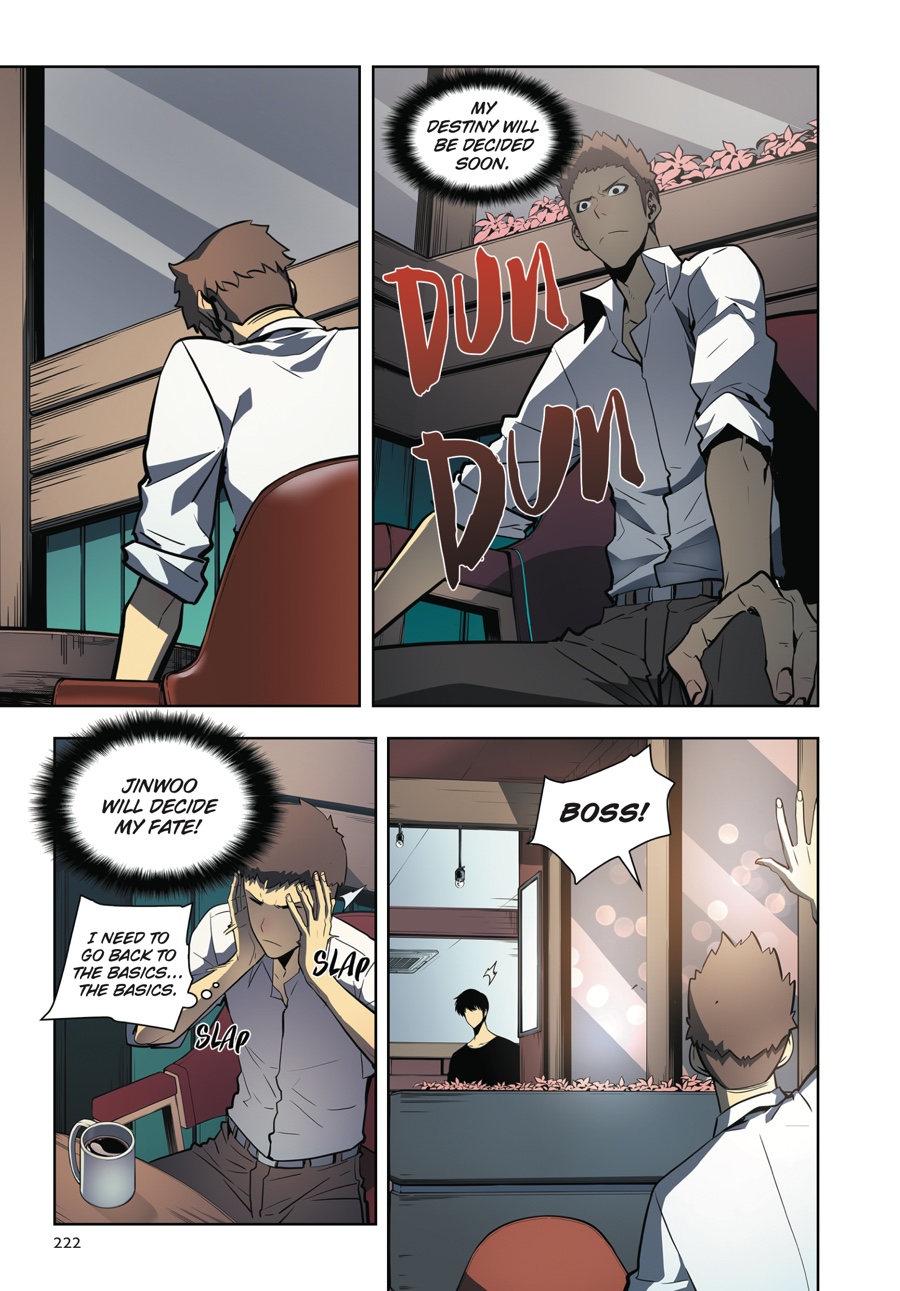 MY
DESTINY WILL
BE DECIDED
SOON.
DUN
DUN
JINWOO
WILL DECIDE
MY FATE!
I NEED TO
GO BACK TO
THE BASICS...
THE BASICS.
SLAP
SLAP
BOSS!
222